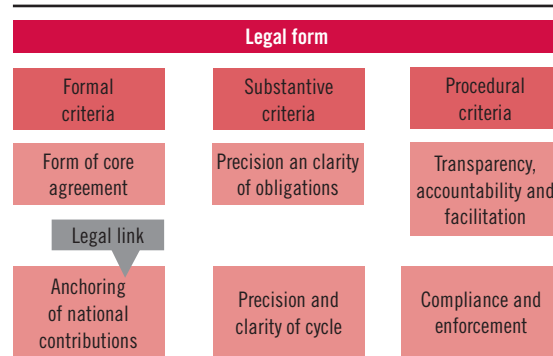 Legal form
Formal
criteria
Substantive
criteria
Procedural
criteria
Form of core
agreement
Precision an clarity
of obligations
Transparency,
accountability and
facilitation
Legal link
Anchoring
of national
contributions
Precision and
clarity of cycle
Compliance and
enforcement